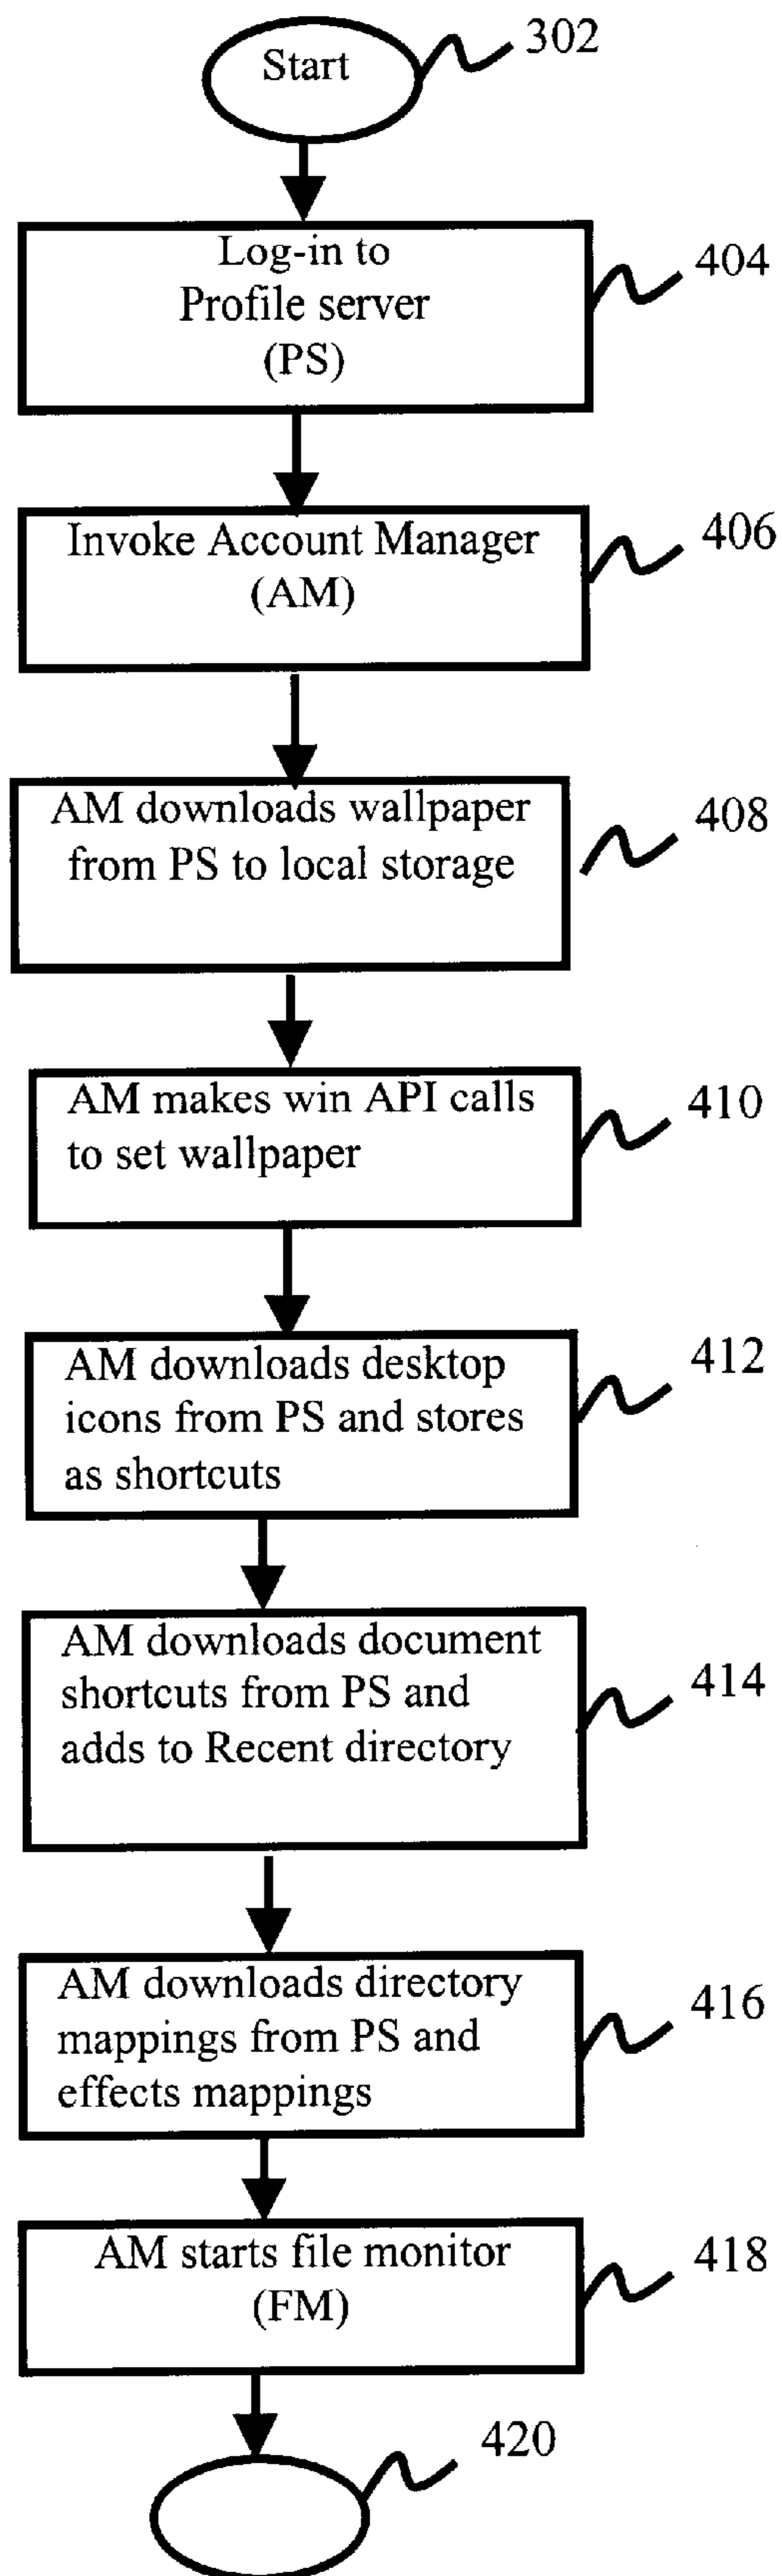 Start
302
Log-in to
Profile server
(PS)
404
Invoke Account Manager
(AM)
406
AM downloads wallpaper
from PS to local storage
408
AM makes win API calls
to set wallpaper
410
AM downloads desktop
icons from PS and stores
as shortcuts
412
AM downloads document
shortcuts from PS and
adds to Recent directory
414
AM downloads directory
mappings from PS and
effects mappings
416
AM starts file monitor
(FM)
418
420